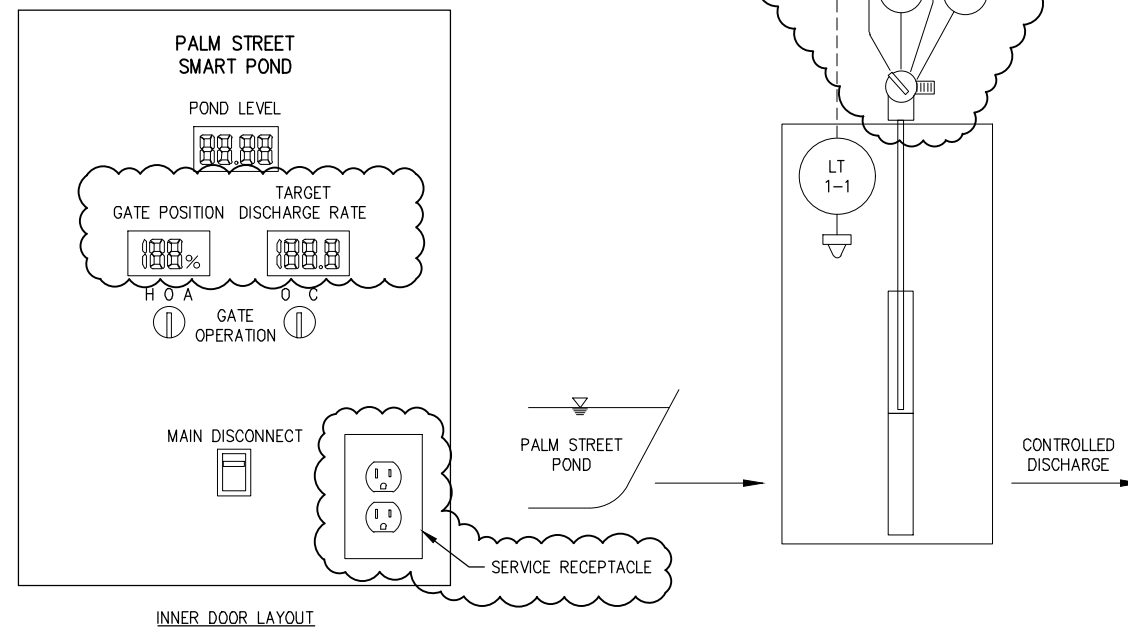 PALM STREET
SMART POND
POND LEVEL
88.88
GATE POSITION
188%
TARGET
DISCHARGE RATE
188.8
H O A
O C
GATE
OPERATION
MAIN DISCONNECT
SERVICE RECEPTACLE
INNER DOOR LAYOUT
PALM STREET
POND
LT
1-1
CONTROLLED
DISCHARGE